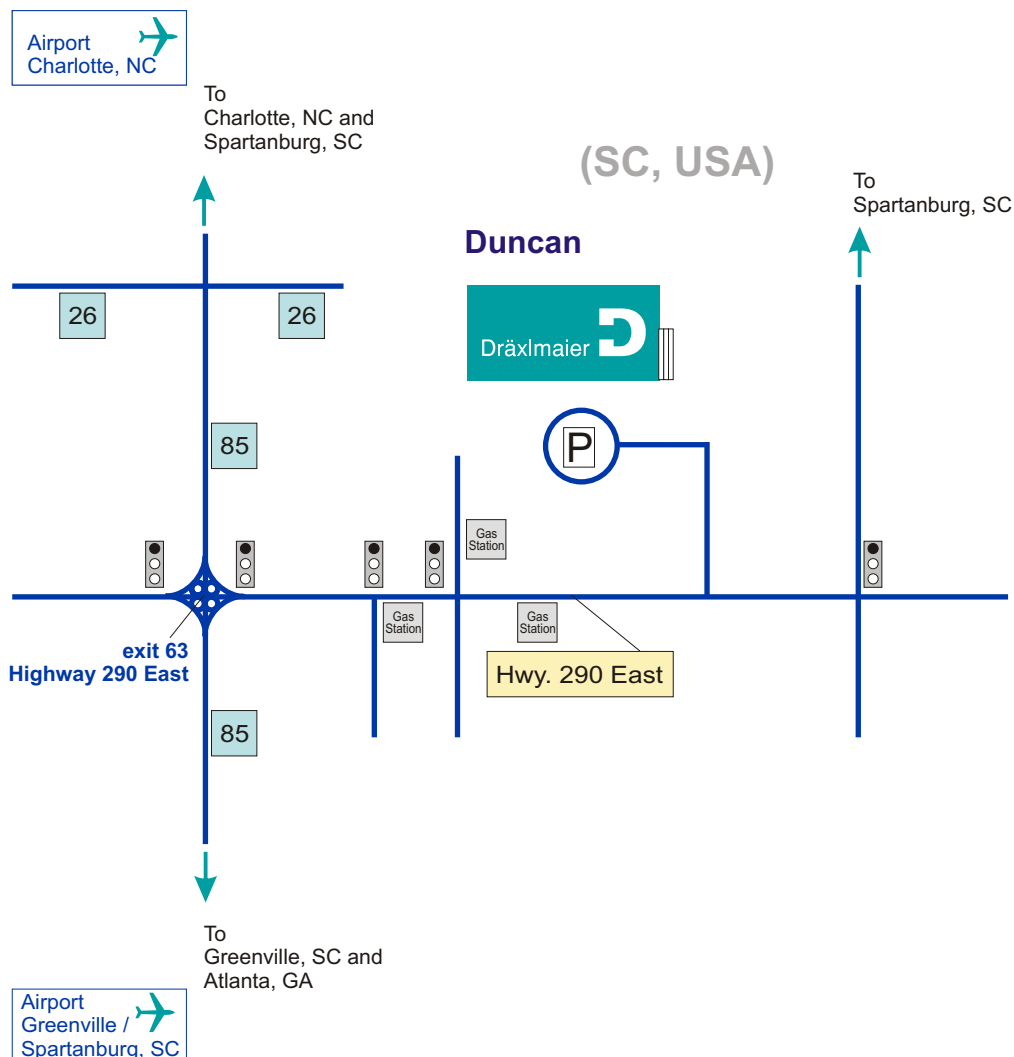 Airport
Charlotte, NC
To
Charlotte, NC and
Spartanburg, SC
(SC, USA)
To
Spartanburg, SC
Duncan
26
26
Dräxlmaier
85
P
Gas
Station
Gas
Station
Gas
Station
exit 63
Highway 290 East
Hwy. 290 East
85
To
Greenville, SC and
Atlanta, GA
Airport
Greenville /
Spartanburg, SC